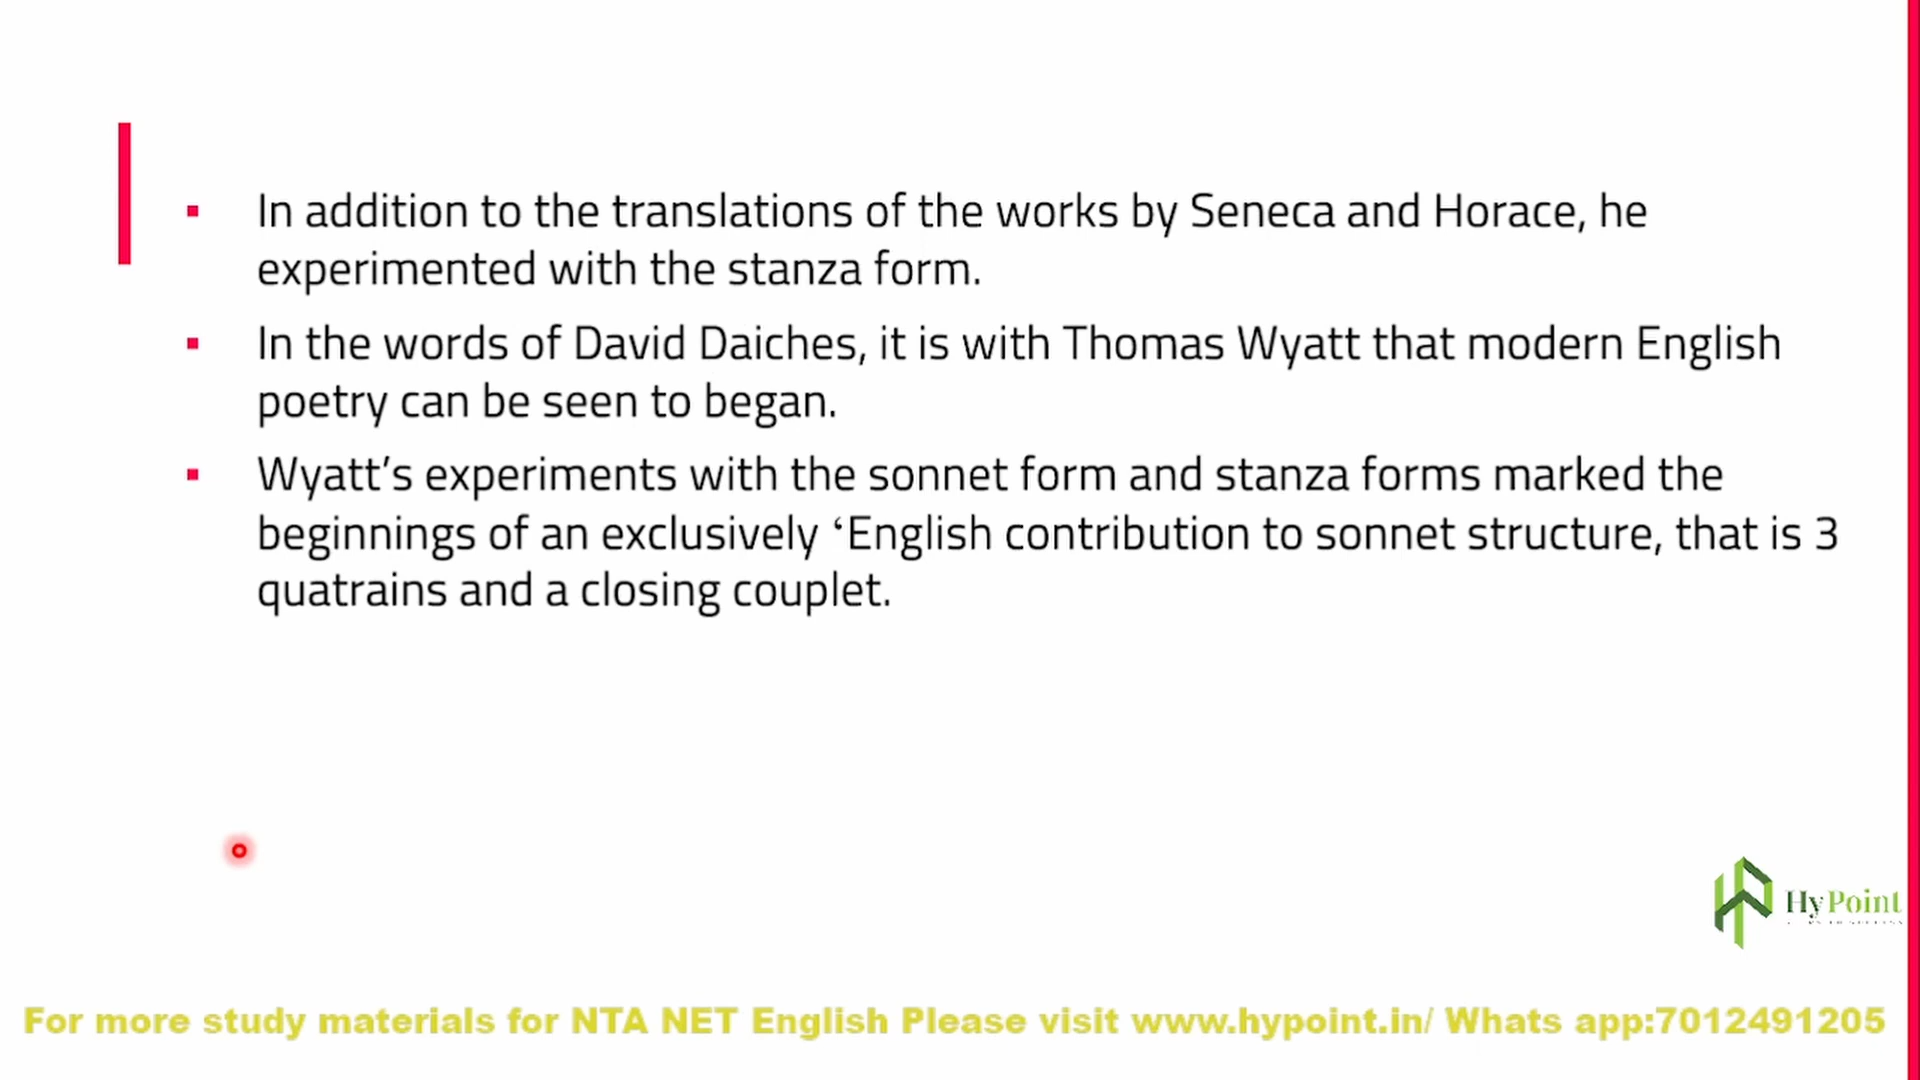 In addition to the translations of the works by Seneca and Horace, he
experimented with the stanza form.
In the words of David Daiches, it is with Thomas Wyatt that modern English
poetry can be seen to began.
Wyatt’s experiments with the sonnet form and stanza forms marked the
beginnings of an exclusively ‘English contribution to sonnet structure, that is 3
quatrains and a closing couplet.
HyPoint
For more study materials for NTA NET English Please visit www.hypoint.in/ Whats app:7012491205